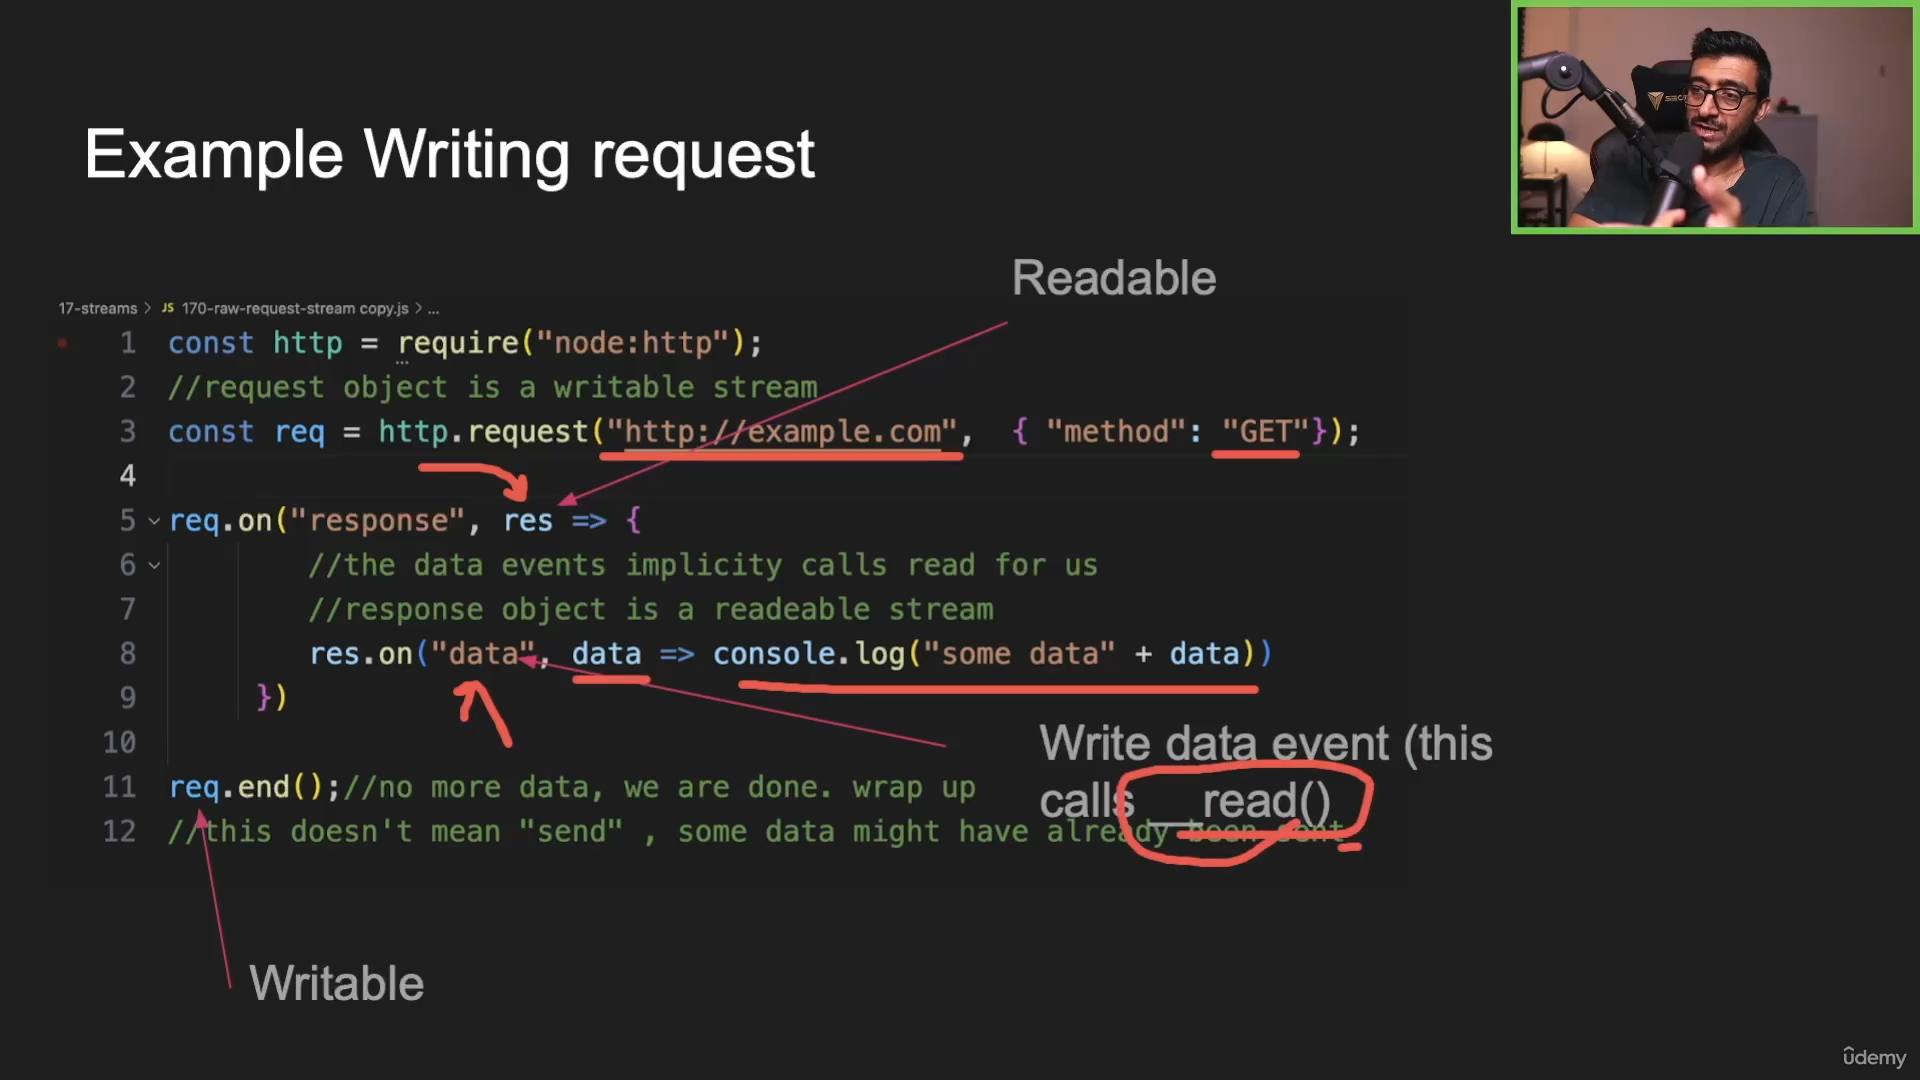 Example Writing request
Readable
17-streams > JS 170-raw-request-stream copy.js > ...
1 const http = require("node:http");
2 //request object is a writable stream
3 const req = http.request("http://example.com", { "method": "GET"});
4
5 req.on("response", res => {
6 //the data events implicity calls read for us
7 //response object is a readeable stream
8 res.on("data", data => console.log("some data" + data))
9 })
10
Write data event (this
calls __read()
11 req.end();//no more data, we are done. wrap up
12 //this doesn't mean "send" , some data might have already been sent
Writable
udemy